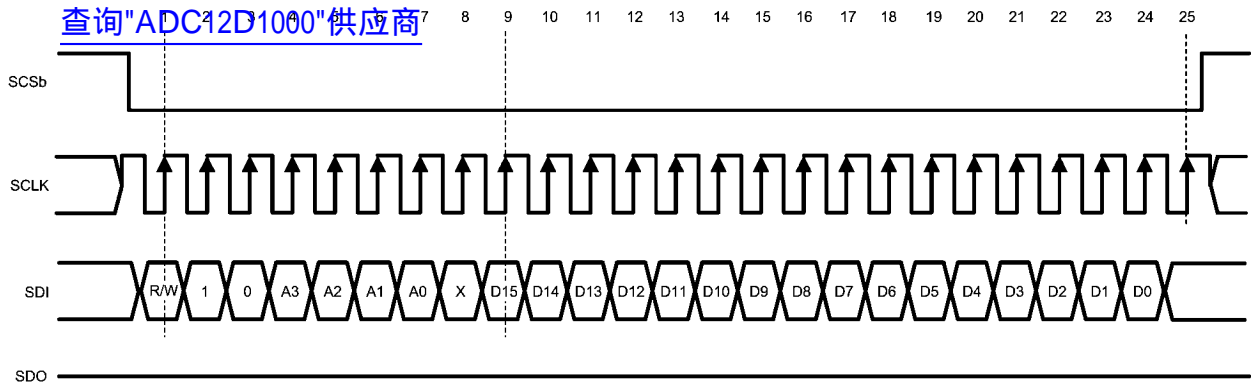 查询"ADC12D1000"供应商
1 2 3 4 5 6 7 8 9 10 11 12 13 14 15 16 17 18 19 20 21 22 23 24 25
SCSb
SCLK
SDI R/W 1 0 A3 A2 A1 A0 X D15 D14 D13 D12 D11 D10 D9 D8 D7 D6 D5 D4 D3 D2 D1 D0
SDO